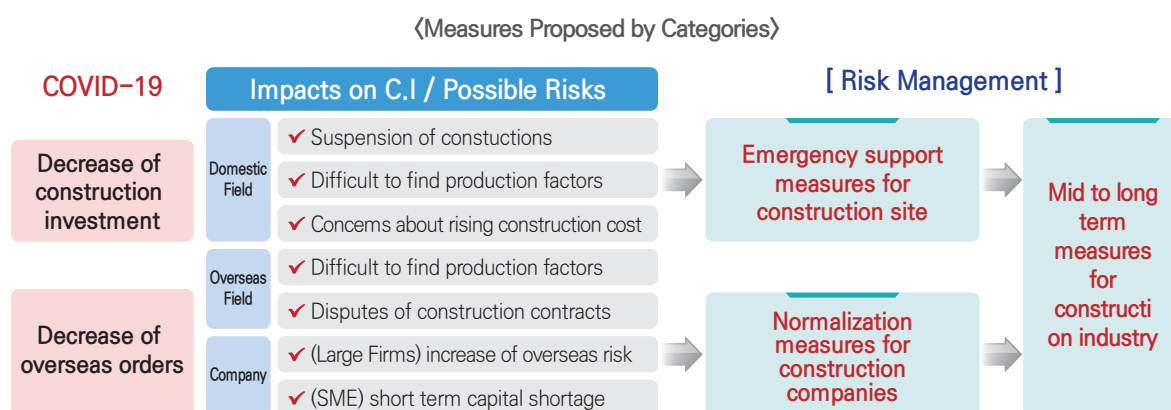 〈Measures Proposed by Categories〉
COVID-19
Impacts on C.I / Possible Risks
[ Risk Management ]
Decrease of
construction
investment
Decrease of
overseas orders
Domestic
Field
✓ Suspension of constuctions
✓ Difficult to find production factors
✓ Concerns about rising construction cost
Overseas
Field
✓ Difficult to find production factors
✓ Disputes of construction contracts
Company
✓ (Large Firms) increase of overseas risk
✓ (SME) short term capital shortage
Emergency support
measures for
construction site
Normalization
measures for
construction
companies
Mid to long
term
measures
for
constructi
on industry